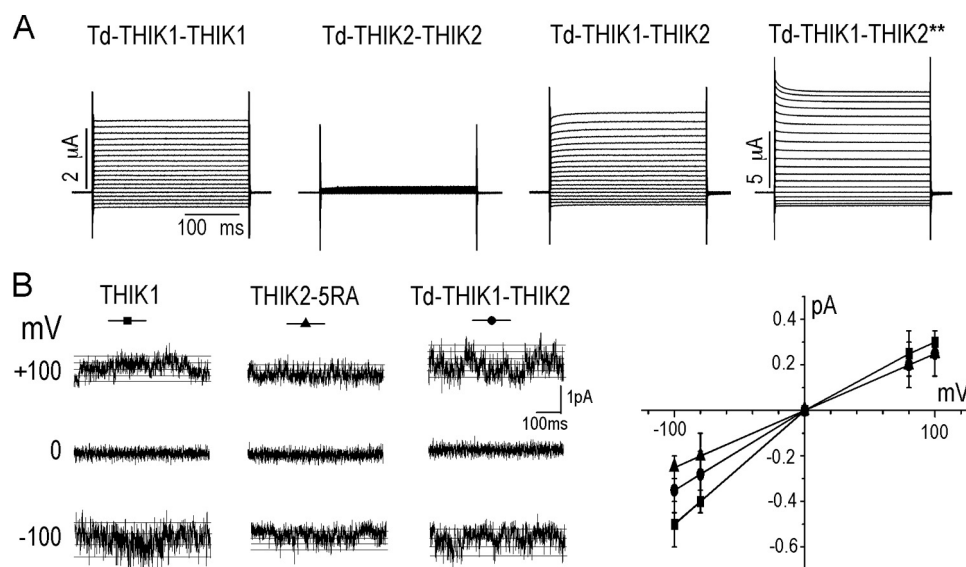 A
Td-THIK1-THIK1 Td-THIK2-THIK2 Td-THIK1-THIK2 Td-THIK1-THIK2**
2 µA
5 µA
100 ms
B
THIK1 THIK2-5RA Td-THIK1-THIK2
mV
+100
1pA
100ms
0
-100
pA
0.4
0.2
mV
-100 100
-0.2
-0.4
-0.6